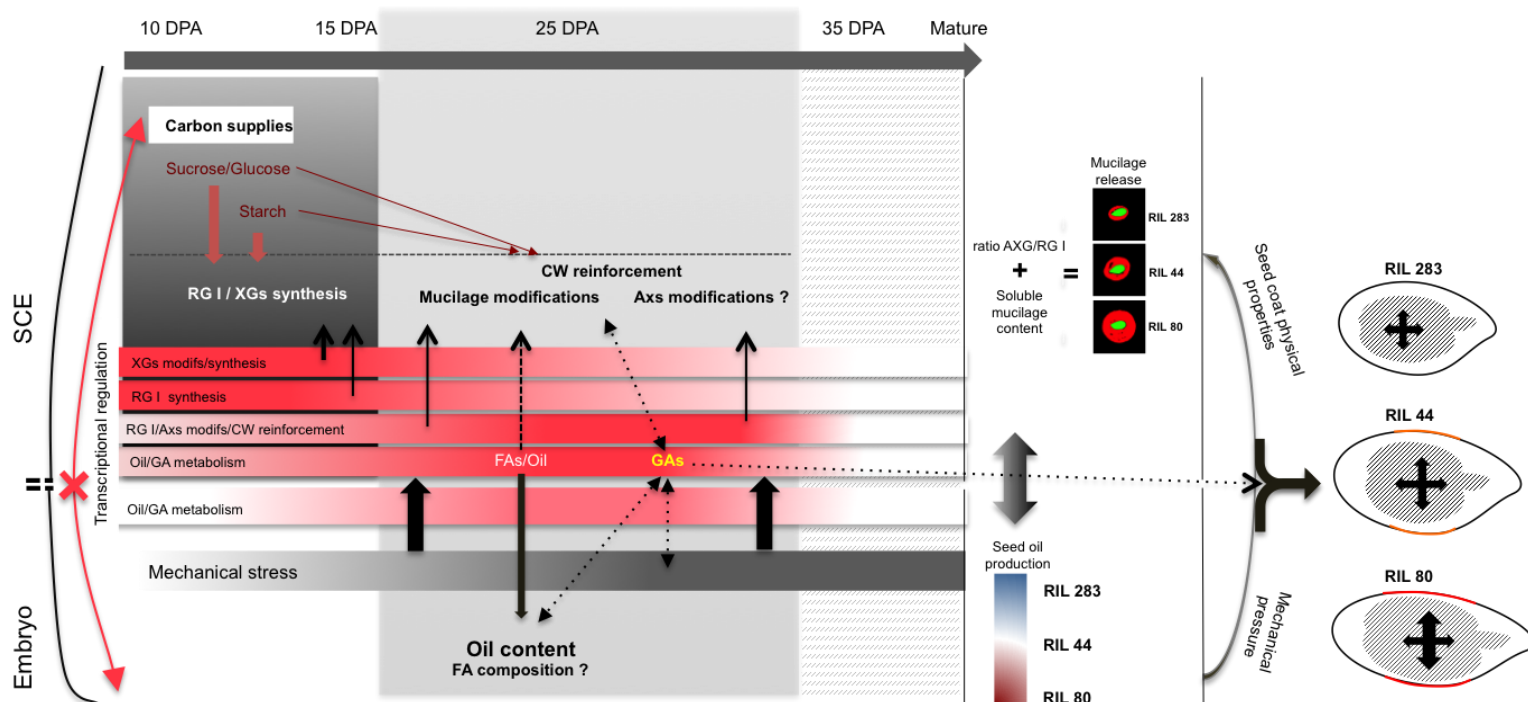 10 DPA
15 DPA
25 DPA
35 DPA
Mature
Carbon supplies
Sucrose/Glucose
Starch
RG I / XGs synthesis
CW reinforcement
Mucilage modifications
Axs modifications ?
SCE
Embryo
=
Transcriptional regulation
XGs modifs/synthesis
RG I synthesis
RG I/Axs modifs/CW reinforcement
Oil/GA metabolism
FAs/Oil
GAs
Oil/GA metabolism
Mechanical stress
Oil content
FA composition ?
Mucilage
release
RIL 283
RIL 44
RIL 80
ratio AXG/RG I
+
Soluble
mucilage
content
=
Seed oil
production
RIL 283
RIL 44
RIL 80
Seed coat physical
properties
Mechanical
pressure
RIL 283
RIL 44
RIL 80